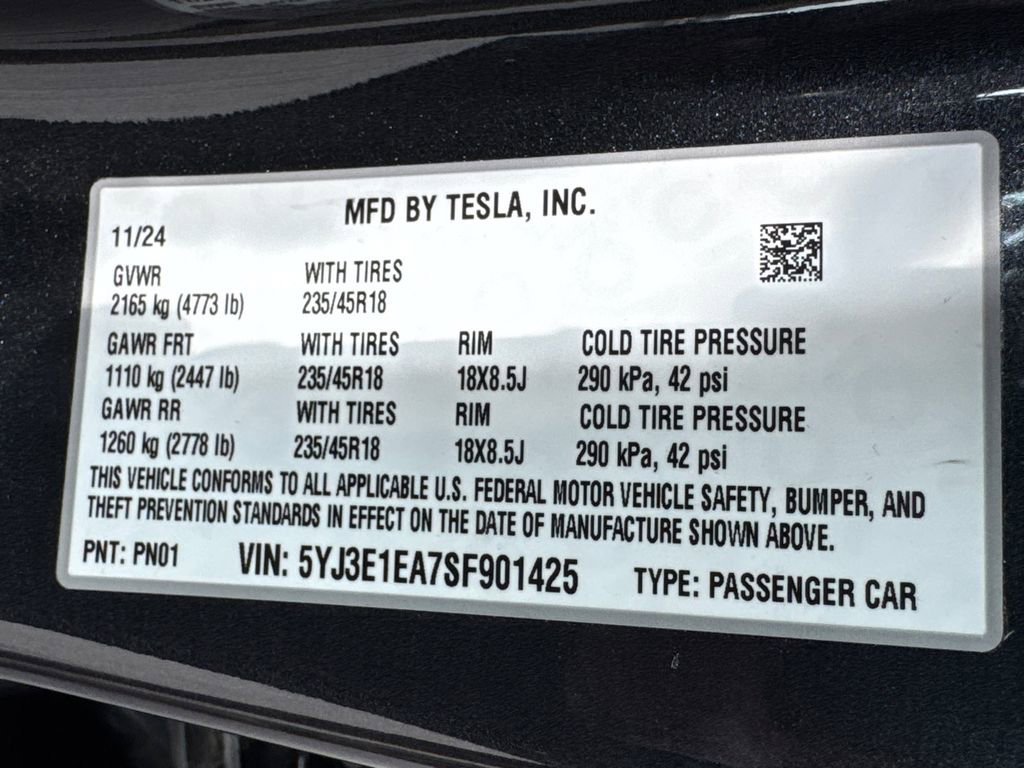 MFD BY TESLA, INC.
11/24
GVWR WITH TIRES
2165 kg (4773 lb) 235/45R18
GAWR FRT WITH TIRES RIM COLD TIRE PRESSURE
1110 kg (2447 lb) 235/45R18 18X8.5J 290 kPa, 42 psi
GAWR RR WITH TIRES RIM COLD TIRE PRESSURE
1260 kg (2778 lb) 235/45R18 18X8.5J 290 kPa, 42 psi
THIS VEHICLE CONFORMS TO ALL APPLICABLE U.S. FEDERAL MOTOR VEHICLE SAFETY, BUMPER, AND
THEFT PREVENTION STANDARDS IN EFFECT ON THE DATE OF MANUFACTURE SHOWN ABOVE.
PNT: PN01 VIN: 5YJ3E1EA7SF901425 TYPE: PASSENGER CAR